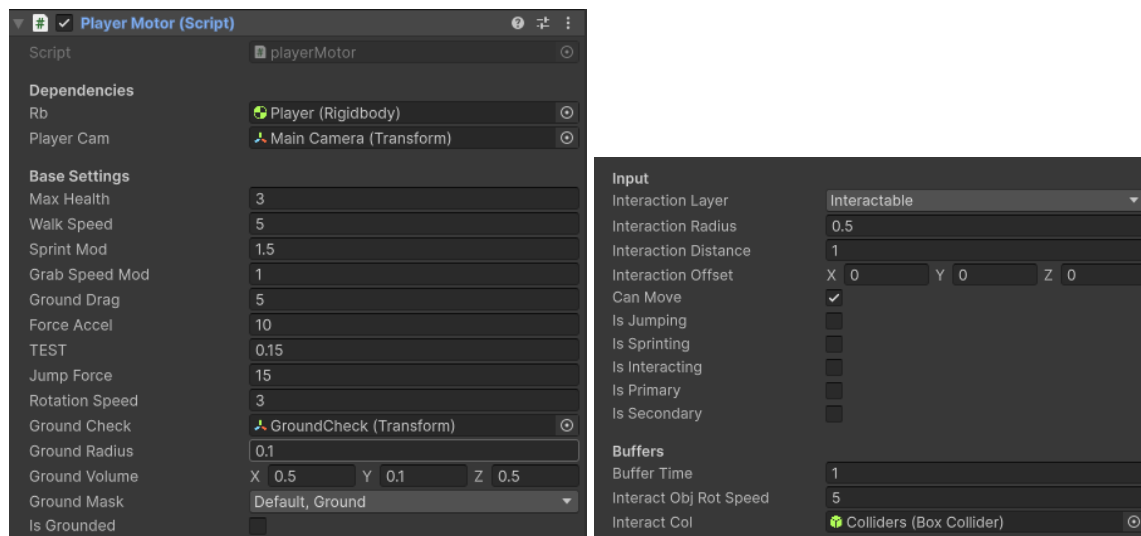 Player Motor (Script)
Script playerMotor
Dependencies
Rb Player (Rigidbody)
Player Cam Main Camera (Transform)
Base Settings
Max Health 3
Walk Speed 5
Sprint Mod 1.5
Grab Speed Mod 1
Ground Drag 5
Force Accel 10
TEST 0.15
Jump Force 15
Rotation Speed 3
Ground Check GroundCheck (Transform)
Ground Radius 0.1
Ground Volume X 0.5 Y 0.1 Z 0.5
Ground Mask Default, Ground
Is Grounded
Input
Interaction Layer Interactable
Interaction Radius 0.5
Interaction Distance 1
Interaction Offset X 0 Y 0 Z 0
Can Move
Is Jumping
Is Sprinting
Is Interacting
Is Primary
Is Secondary
Buffers
Buffer Time 1
Interact Obj Rot Speed 5
Interact Col Colliders (Box Collider)